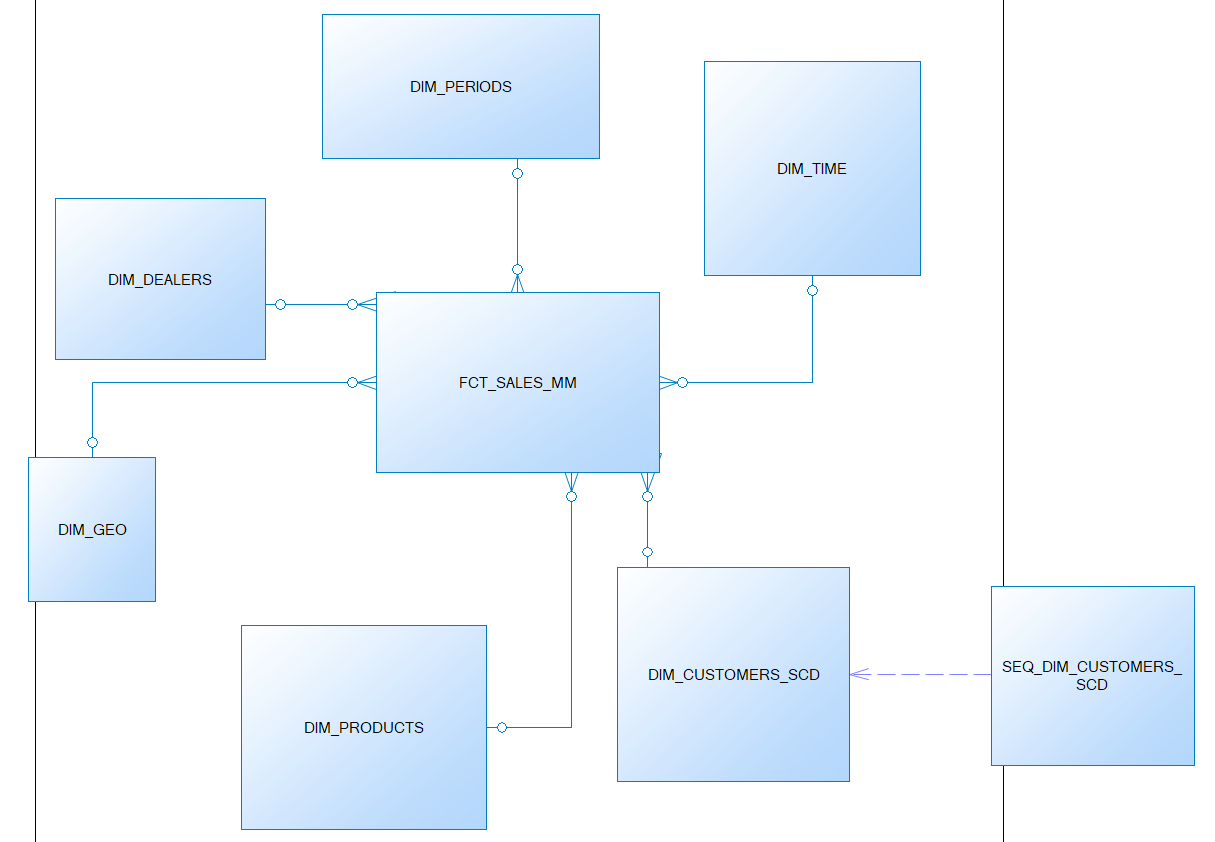 DIM_PERIODS
DIM_TIME
DIM_DEALERS
FCT_SALES_MM
DIM_GEO
DIM_CUSTOMERS_SCD
SEQ_DIM_CUSTOMERS_
SCD
DIM_PRODUCTS